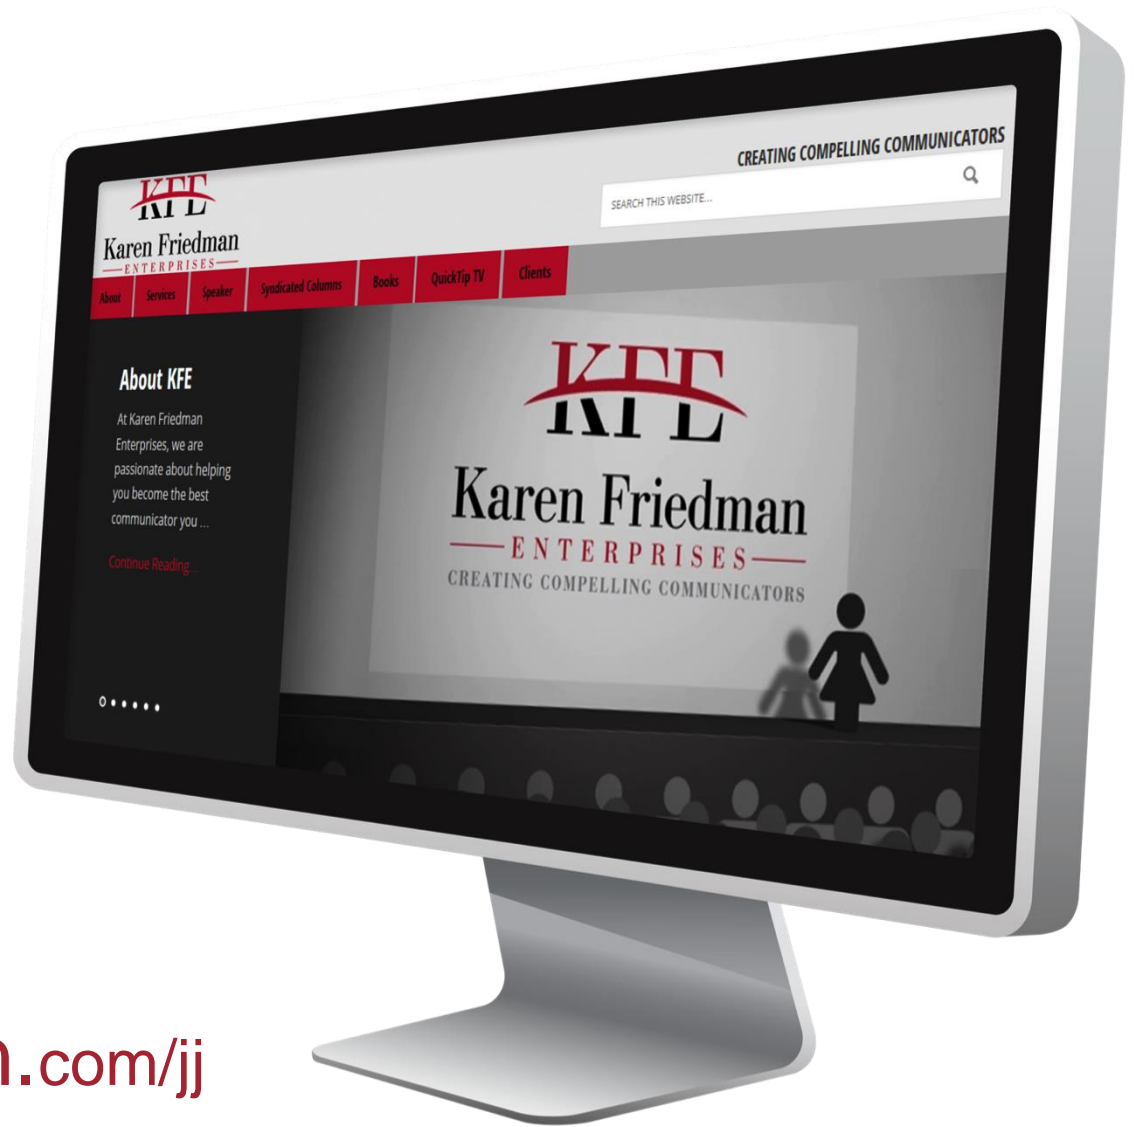 CREATING COMPELLING COMMUNICATORS
KFE
Karen Friedman
ENTERPRISES
SEARCH THIS WEBSITE...
About Services Speaker Syndicated Columns Books QuickTip TV Clients
About KFE
At Karen Friedman
Enterprises, we are
passionate about helping
you become the best
communicator you ...
Continue Reading...
KFE
Karen Friedman
ENTERPRISES
CREATING COMPELLING COMMUNICATORS
n.com/jj